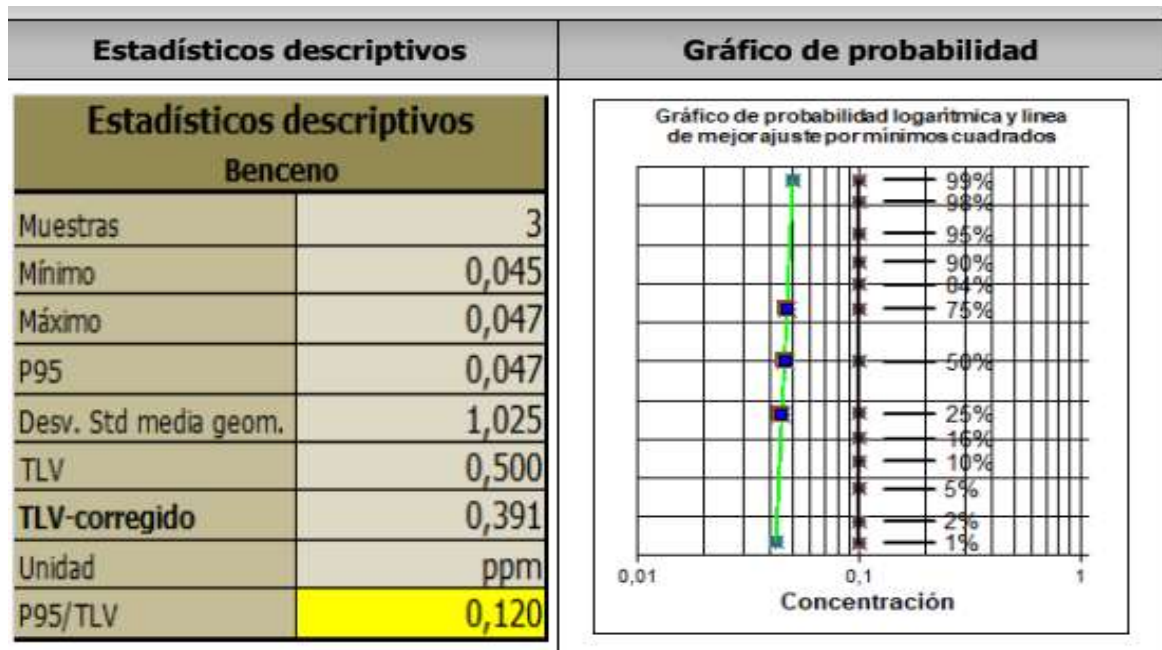 Estadísticos descriptivos
Gráfico de probabilidad
Estadísticos descriptivos
Benceno
Muestras 3
Mínimo 0,045
Máximo 0,047
P95 0,047
Desv. Std media geom. 1,025
TLV 0,500
TLV-corregido 0,391
Unidad ppm
P95/TLV 0,120
Gráfico de probabilidad logarítmica y linea
de mejor ajuste por mínimos cuadrados
99%
98%
95%
90%
84%
75%
50%
25%
16%
10%
5%
2%
1%
0,01 0,1 1
Concentración